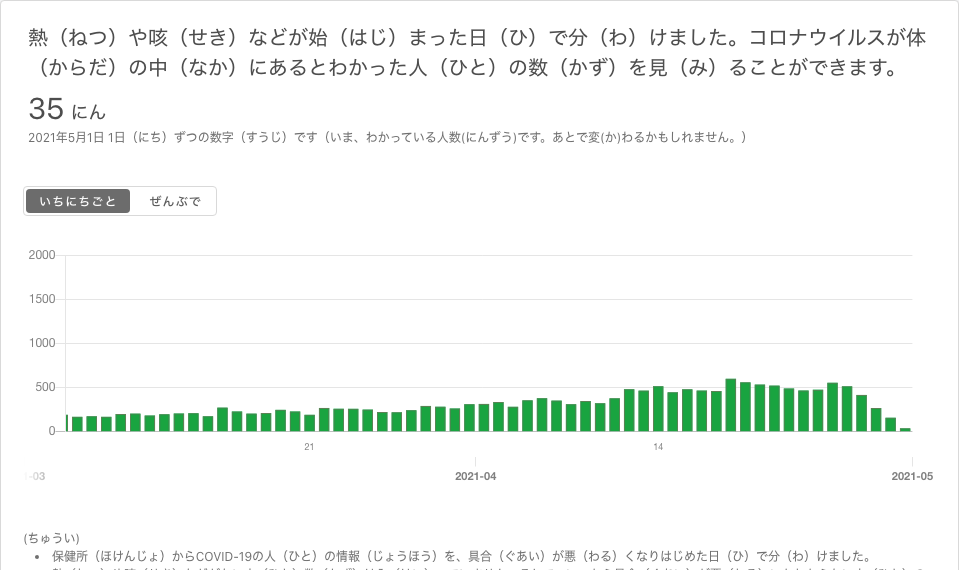 熱（ねつ）や咳（せき）などが始（はじ）まった日（ひ）で分（わ）けました。コロナウイルスが体
（からだ）の中（なか）にあるとわかった人（ひと）の数（かず）を見（み）ることができます。
35 にん
2021年5月1日 1日（にち）ずつの数字（すうじ）です（いま、わかっている人数(にんずう)です。あとで変(か)わるかもしれません。）
いちにちごと ぜんぶで
2000
1500
1000
500
0
21 14
-03 2021-04 2021-05
(ちゅうい)
• 保健所（ほけんじょ）からCOVID-19の人（ひと）の情報（じょうほう）を、具合（ぐあい）が悪（わる）くなりはじめた日（ひ）で分（わ）けました。